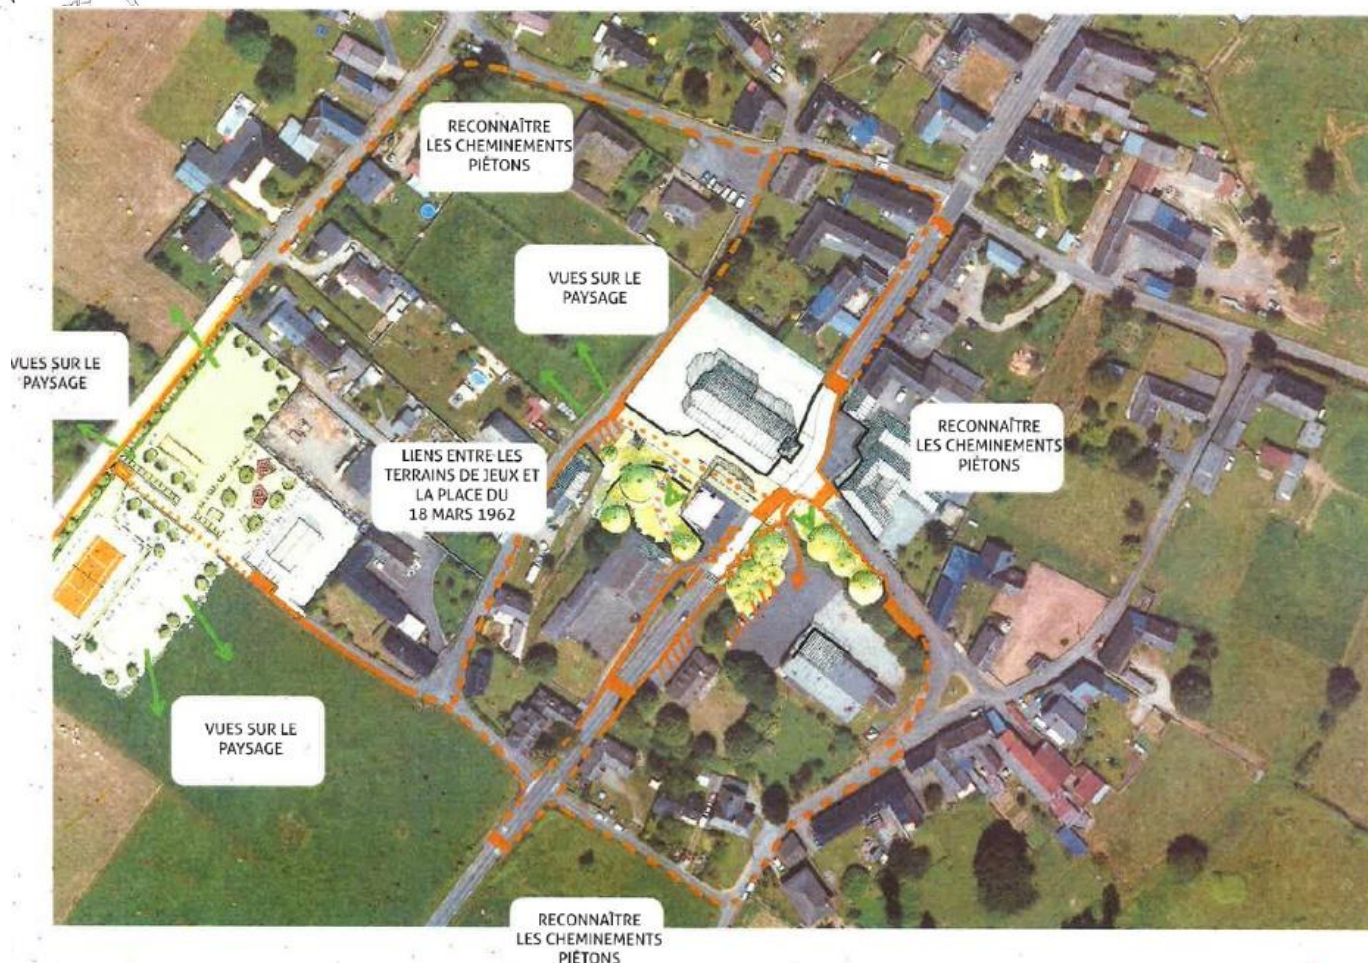 RECONNAÎTRE
LES CHEMINEMENTS
PIÉTONS
VUES SUR LE
PAYSAGE
VUES SUR LE
PAYSAGE
LIENS ENTRE LES
TERRAINS DE JEUX ET
LA PLACE DU
18 MARS 1962
RECONNAÎTRE
LES CHEMINEMENTS
PIÉTONS
VUES SUR LE
PAYSAGE
RECONNAÎTRE
LES CHEMINEMENTS
PIÉTONS